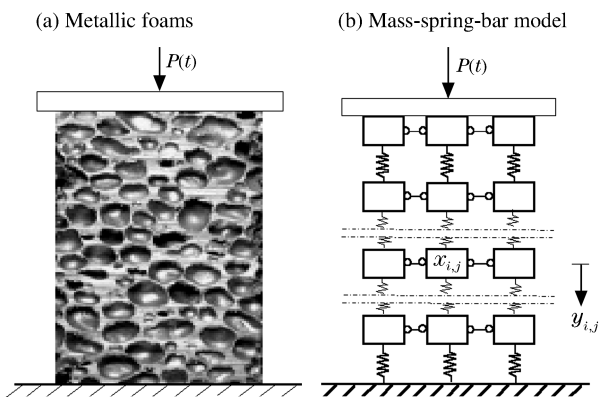 (a) Metallic foams
(b) Mass-spring-bar model
P(t)
P(t)
x_{i,j}
y_{i,j}